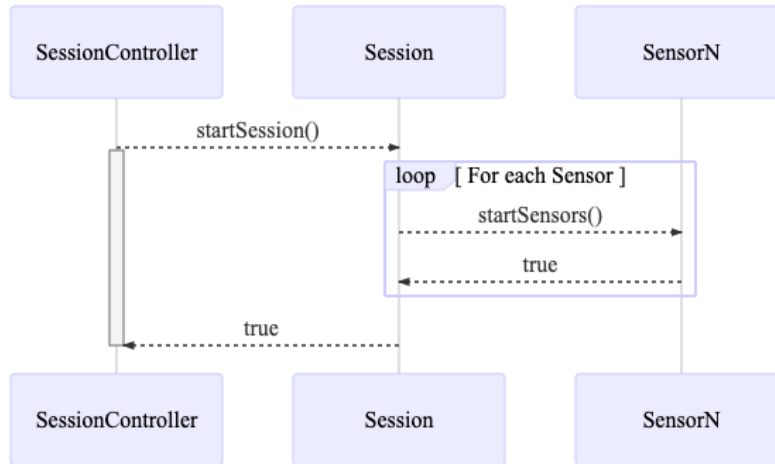 SessionController
Session
SensorN
startSession()
loop
[ For each Sensor ]
startSensors()
true
true
SessionController
Session
SensorN